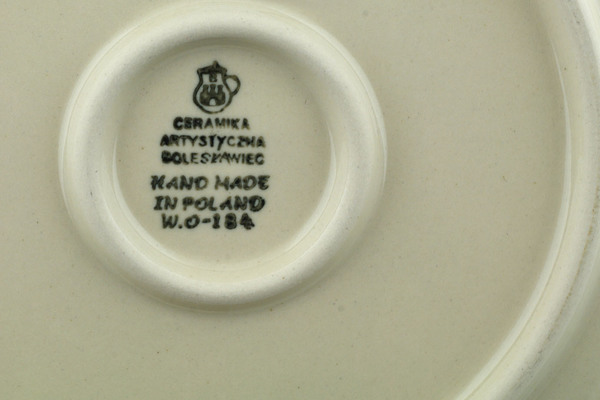 CERAMIKA
ARTYSTYCZNA
BOLESŁAWIEC
HAND MADE
IN POLAND
W.O-184